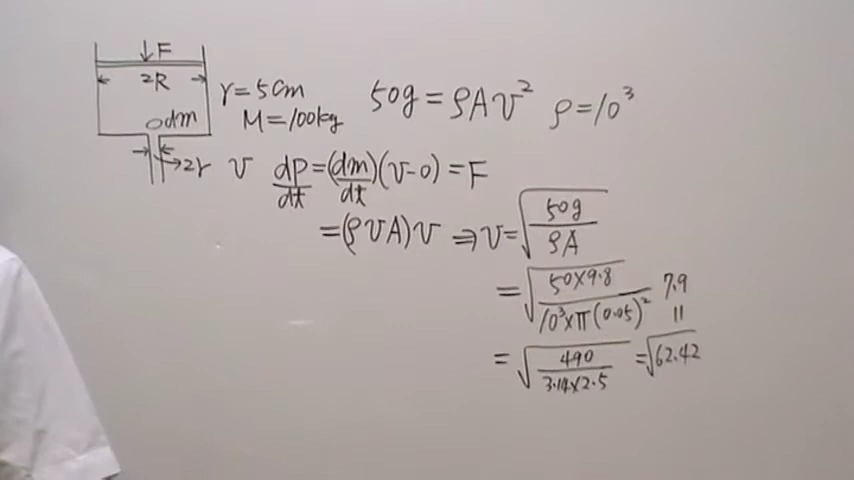 ↓F
2R
dm
2r
r=5cm
M=100kg
50g=ρAv² ρ=10³
v dP/dt=(dm/dt)(v-0)=F
=(ρvA)v ⇒ v=√(50g/ρA)
=√(50×9.8/10³×π(0.05)²) 7.9
=√(490/3.14×2.5) =√62.42